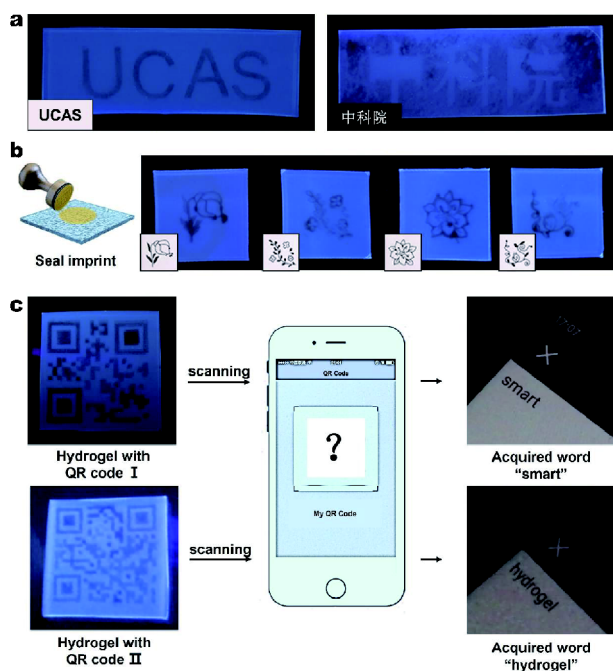 a
UCAS
UCAS
中科院
中科院
b
Seal imprint
c
scanning
QR Code
?
My QR Code
smart
Hydrogel with
QR code I
Acquired word
“smart”
scanning
hydrogel
Hydrogel with
QR code II
Acquired word
“hydrogel”